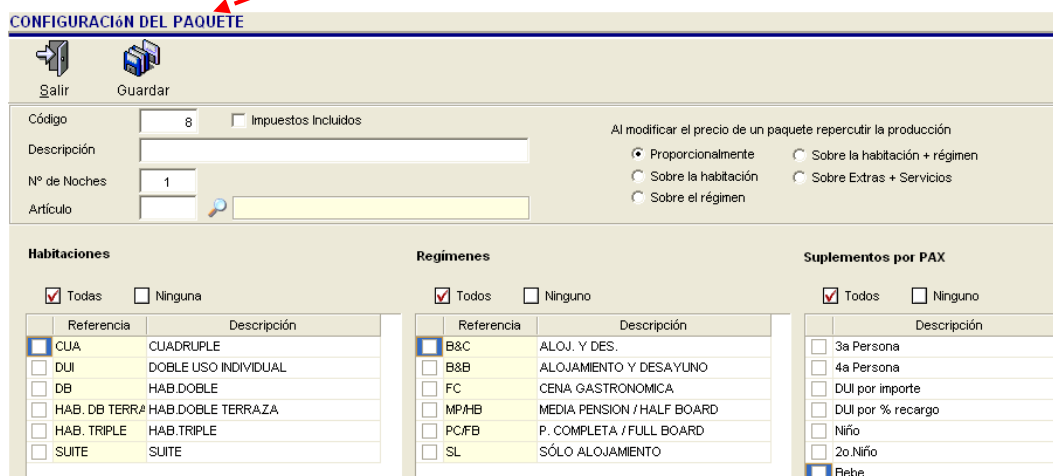 CONFIGURACIóN DEL PAQUETE
Salir Guardar
Código 8 Impuestos Incluidos
Descripción
Nº de Noches 1
Artículo
Al modificar el precio de un paquete repercutir la producción
Proporcionalmente Sobre la habitación + régimen
Sobre la habitación Sobre Extras + Servicios
Sobre el régimen
Habitaciones
Todas Ninguna
Referencia Descripción
CUA CUADRUPLE
DUI DOBLE USO INDIVIDUAL
DB HAB.DOBLE
HAB. DB TERRA HAB.DOBLE TERRAZA
HAB. TRIPLE HAB.TRIPLE
SUITE SUITE
Regímenes
Todos Ninguno
Referencia Descripción
B&C ALOJ. Y DES.
B&B ALOJAMIENTO Y DESAYUNO
FC CENA GASTRONOMICA
MP/HB MEDIA PENSION / HALF BOARD
PC/FB P. COMPLETA / FULL BOARD
SL SÓLO ALOJAMIENTO
Suplementos por PAX
Todos Ninguno
Descripción
3a Persona
4a Persona
DUI por importe
DUI por % recargo
Niño
2o.Niño
Bebe